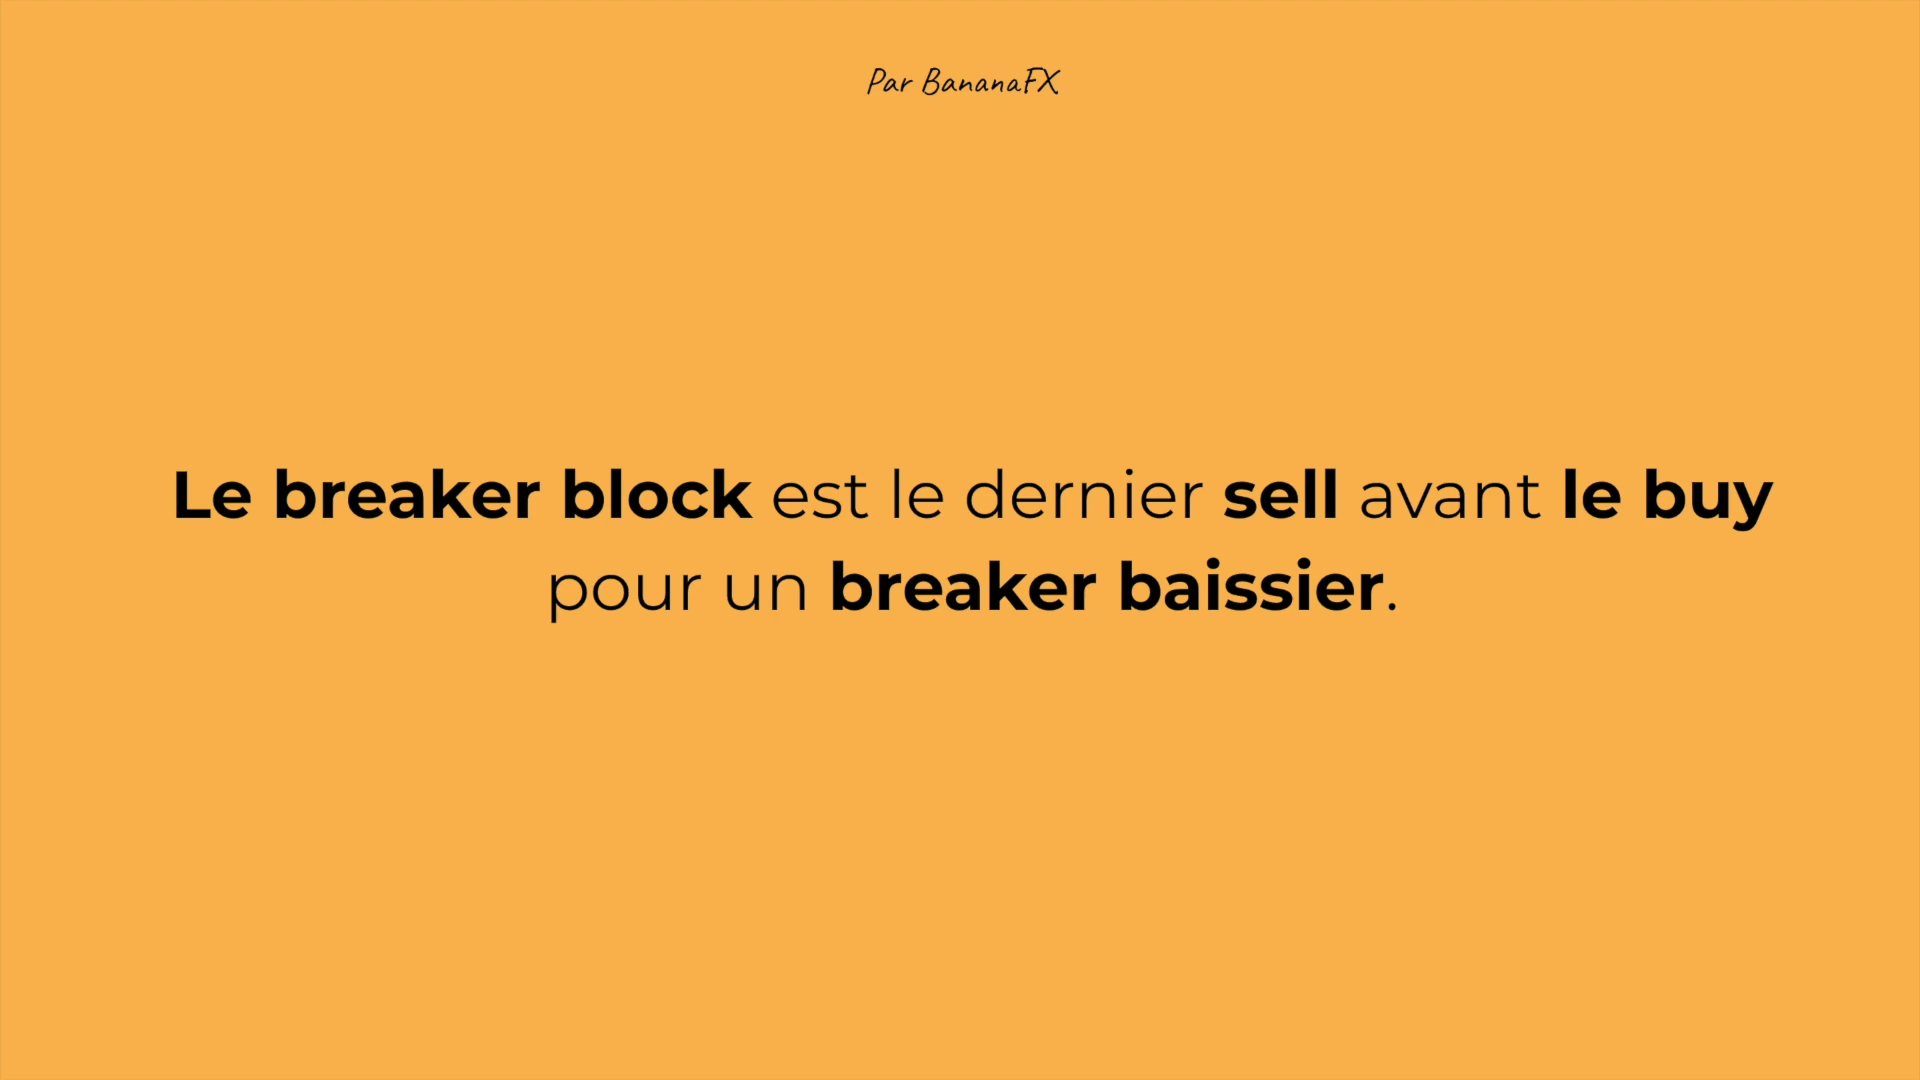 Par BananaFX
Le breaker block est le dernier sell avant le buy
pour un breaker baissier.